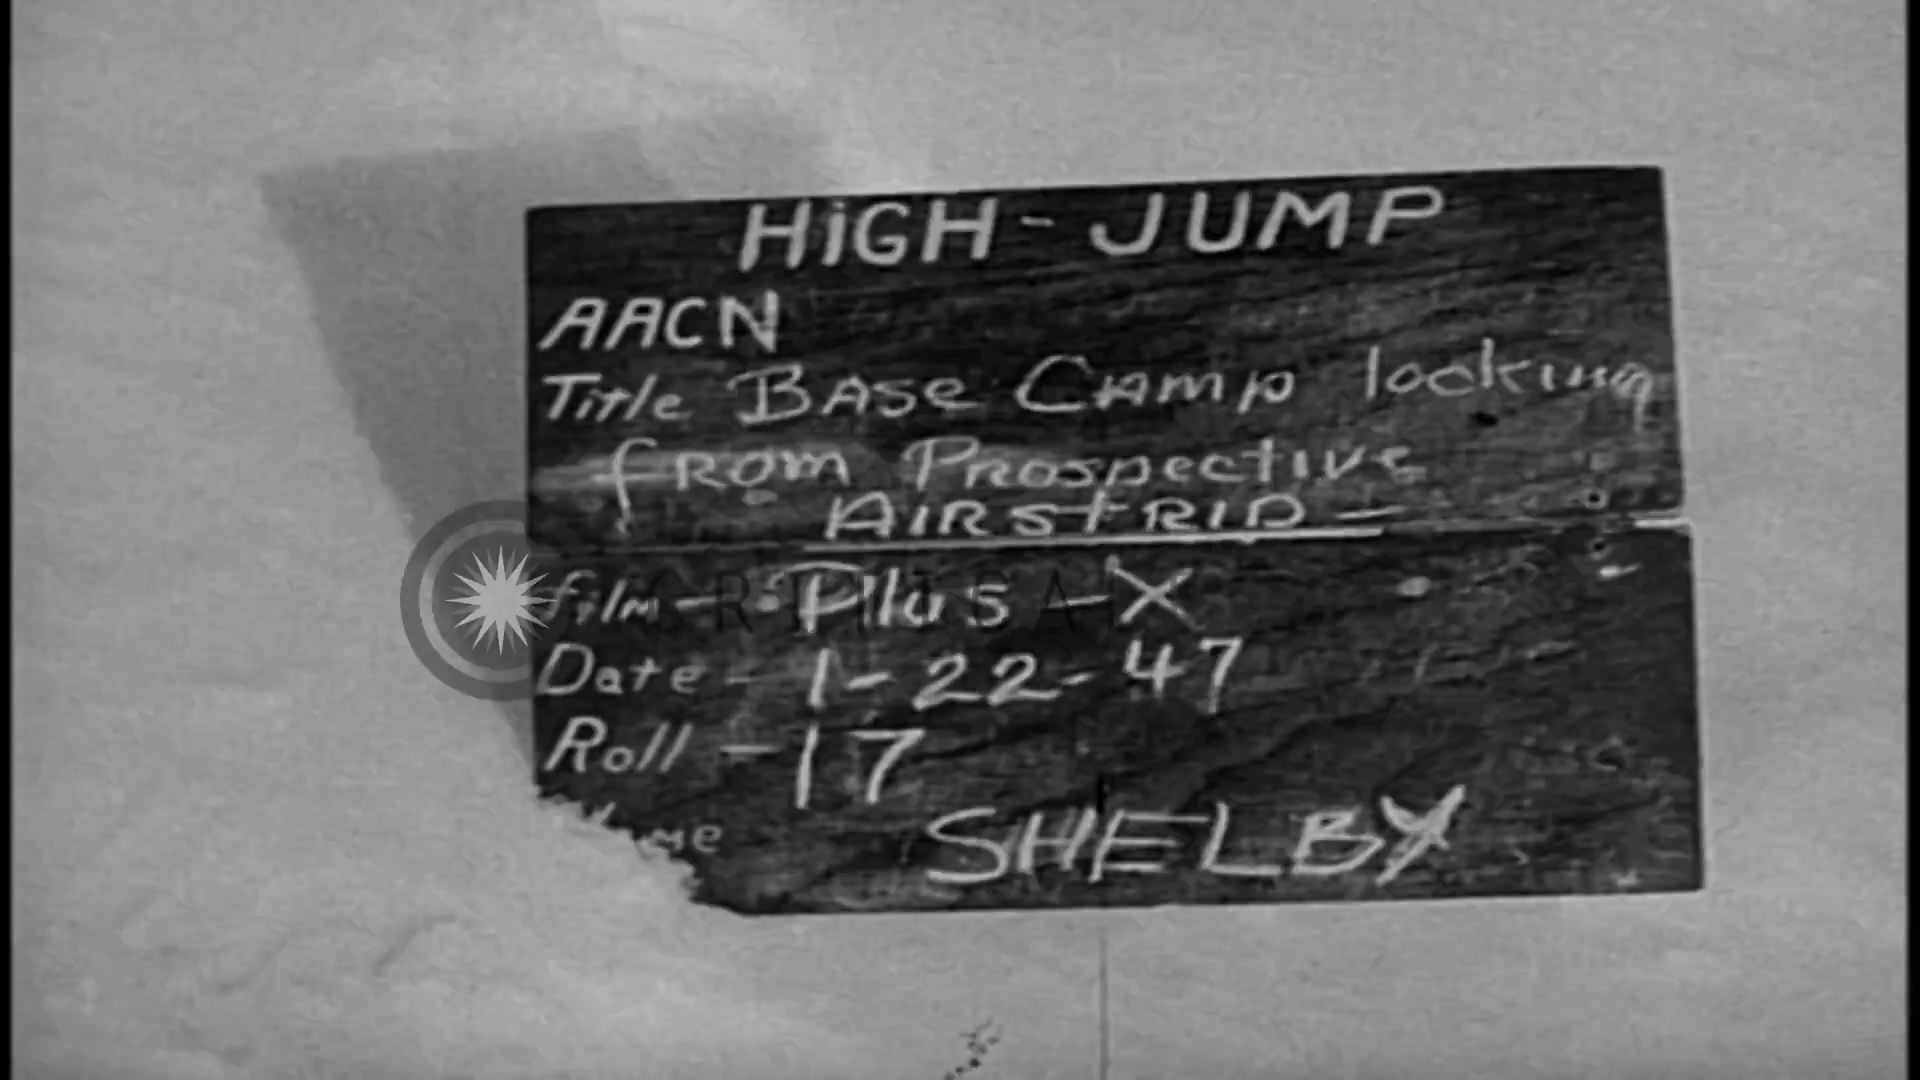 HiGH - JUMP
AACN
Title BASe CAmp looking
from Prospective
AIRSTRIP -
film - Plus - X
Date - 1-22-47
Roll - 17
SHELBY